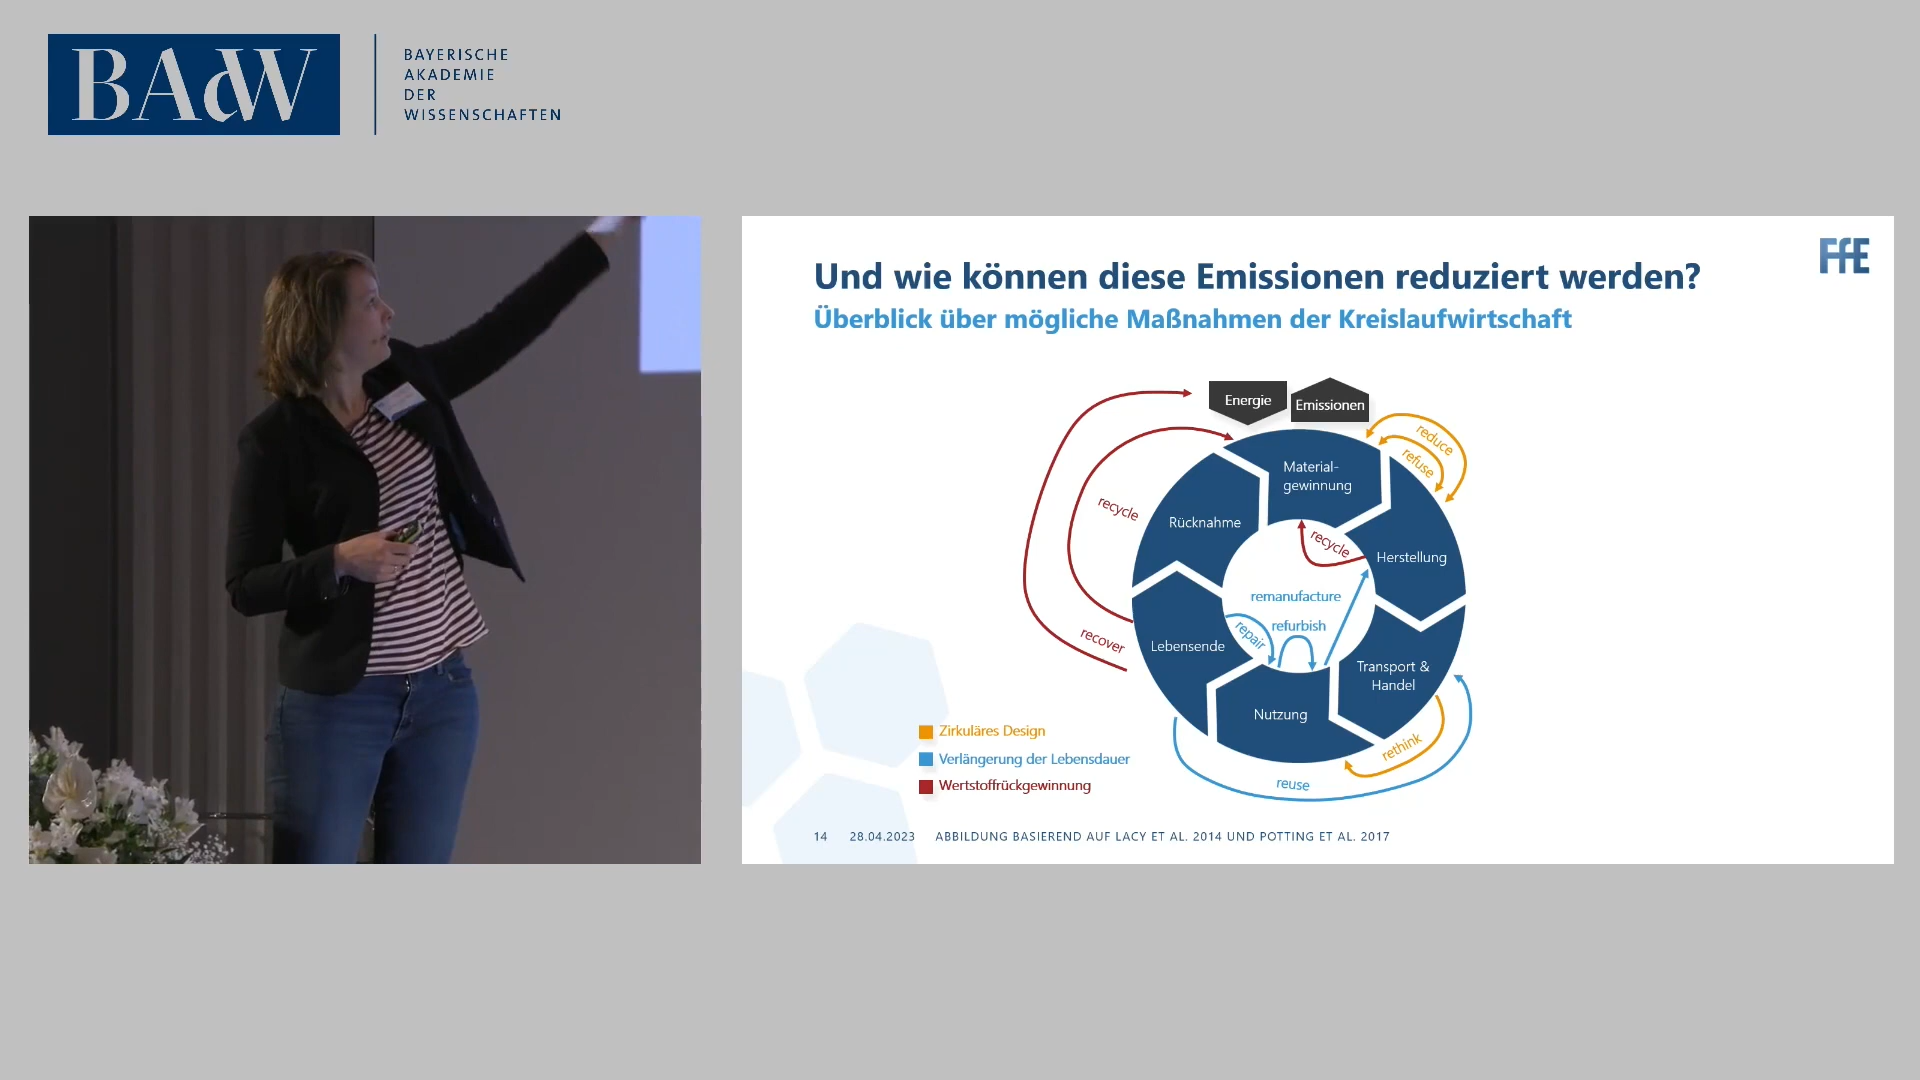 BAdW
BAYERISCHE
AKADEMIE
DER
WISSENSCHAFTEN
FfE
Und wie können diese Emissionen reduziert werden?
Überblick über mögliche Maßnahmen der Kreislaufwirtschaft
Energie
Emissionen
reduce
refuse
Material-
gewinnung
recycle
Rücknahme
recycle
Herstellung
remanufacture
refurbish
repair
recover
Lebensende
Transport &
Handel
Nutzung
rethink
reuse
Zirkuläres Design
Verlängerung der Lebensdauer
Wertstoffrückgewinnung
14 28.04.2023 ABBILDUNG BASIEREND AUF LACY ET AL. 2014 UND POTTING ET AL. 2017